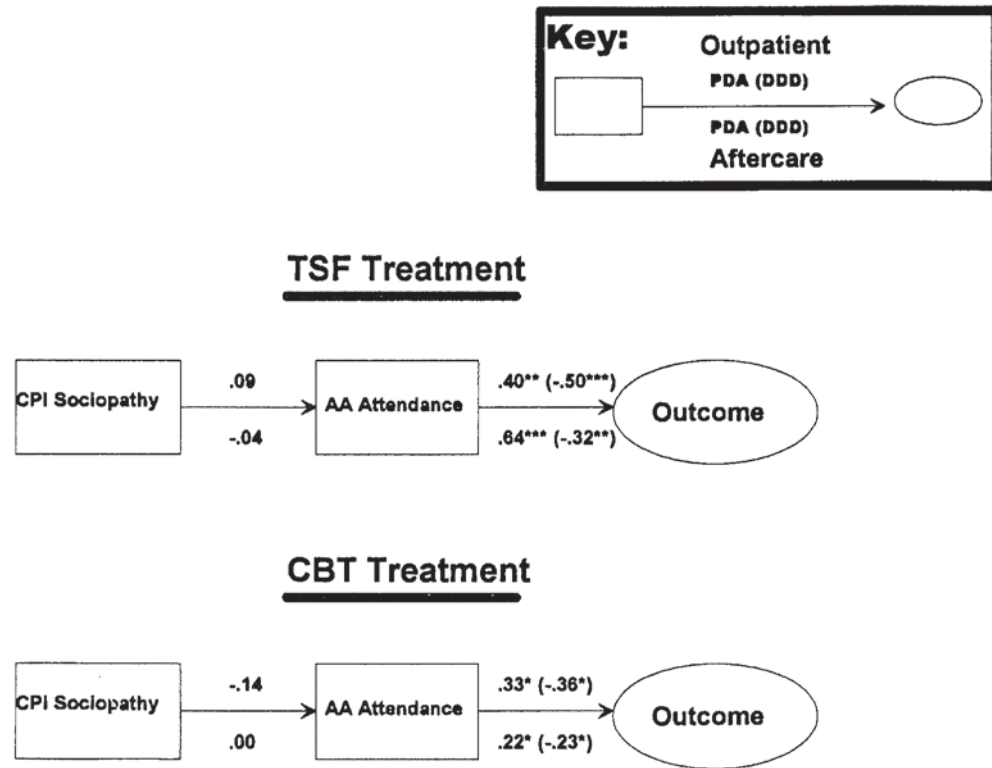 Key:
Outpatient
PDA (DDD)
PDA (DDD)
Aftercare
TSF Treatment
CPI Sociopathy
.09
-.04
AA Attendance
.40** (-.50***)
.64*** (-.32**)
Outcome
CBT Treatment
CPI Sociopathy
-.14
.00
AA Attendance
.33* (-.36*)
.22* (-.23*)
Outcome